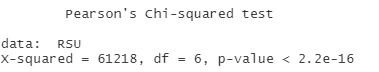 Pearson's Chi-squared test
data:  RSU
X-squared = 61218, df = 6, p-value < 2.2e-16